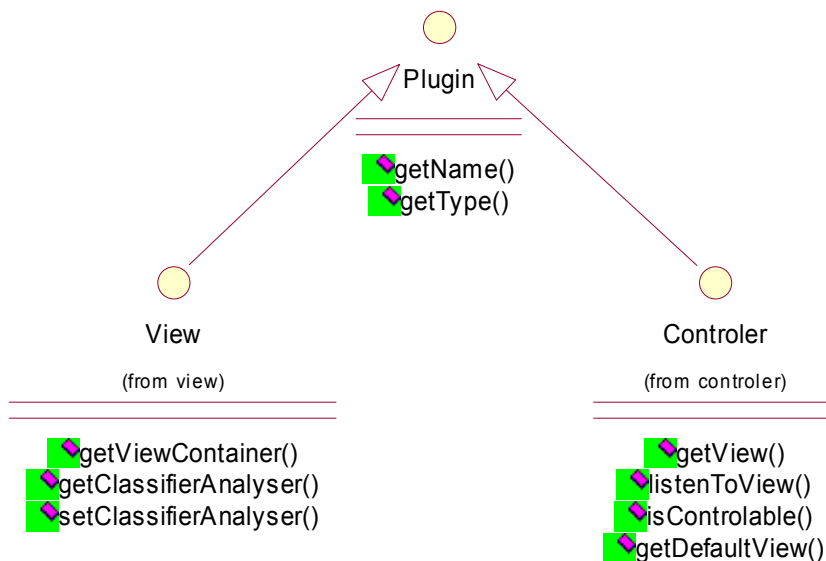 Plugin
getName()
getType()
View
(from view)
getViewContainer()
getClassifierAnalyser()
setClassifierAnalyser()
Controler
(from controler)
getView()
listenToView()
isControlable()
getDefaultView()